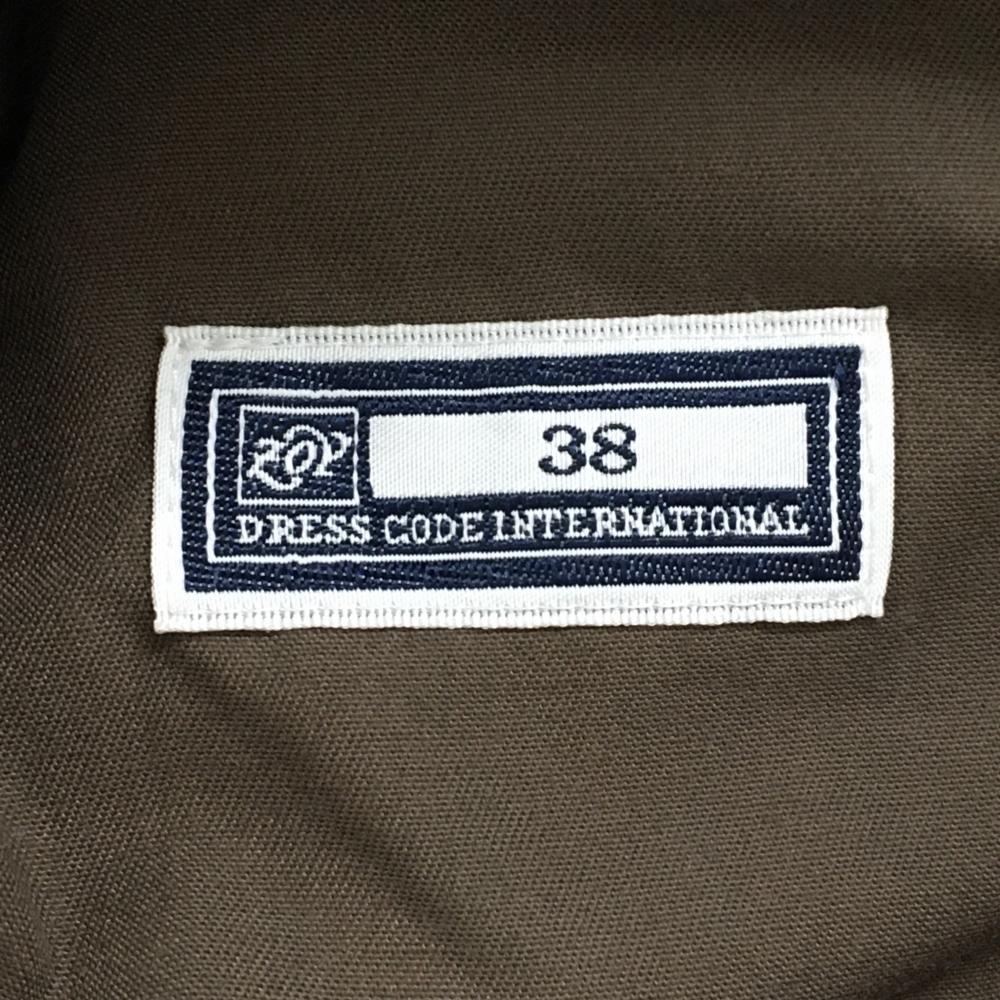 38
DRESS CODE INTERNATIONAL